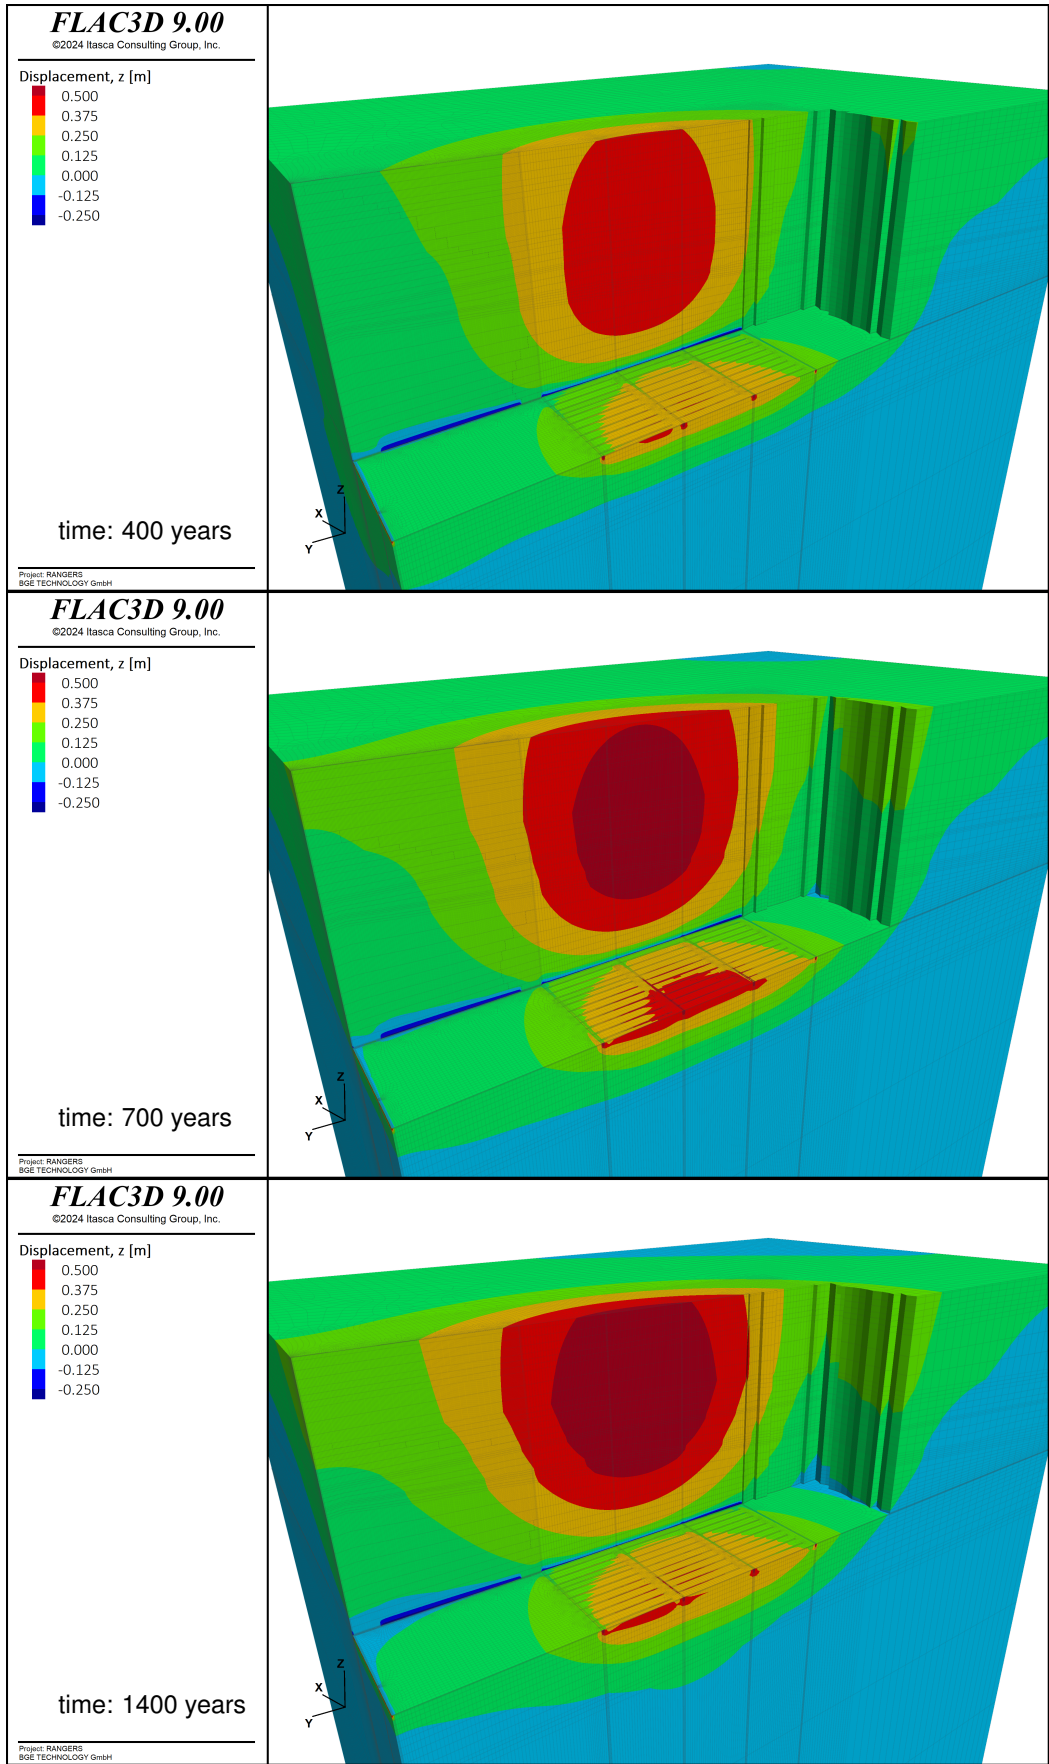 FLAC3D 9.00
©2024 Itasca Consulting Group, Inc.
Displacement, z [m]
0.500
0.375
0.250
0.125
0.000
-0.125
-0.250
Z
X
Y
time: 400 years
Project: RANGERS
BGE TECHNOLOGY GmbH
FLAC3D 9.00
©2024 Itasca Consulting Group, Inc.
Displacement, z [m]
0.500
0.375
0.250
0.125
0.000
-0.125
-0.250
Z
X
Y
time: 700 years
Project: RANGERS
BGE TECHNOLOGY GmbH
FLAC3D 9.00
©2024 Itasca Consulting Group, Inc.
Displacement, z [m]
0.500
0.375
0.250
0.125
0.000
-0.125
-0.250
Z
X
Y
time: 1400 years
Project: RANGERS
BGE TECHNOLOGY GmbH